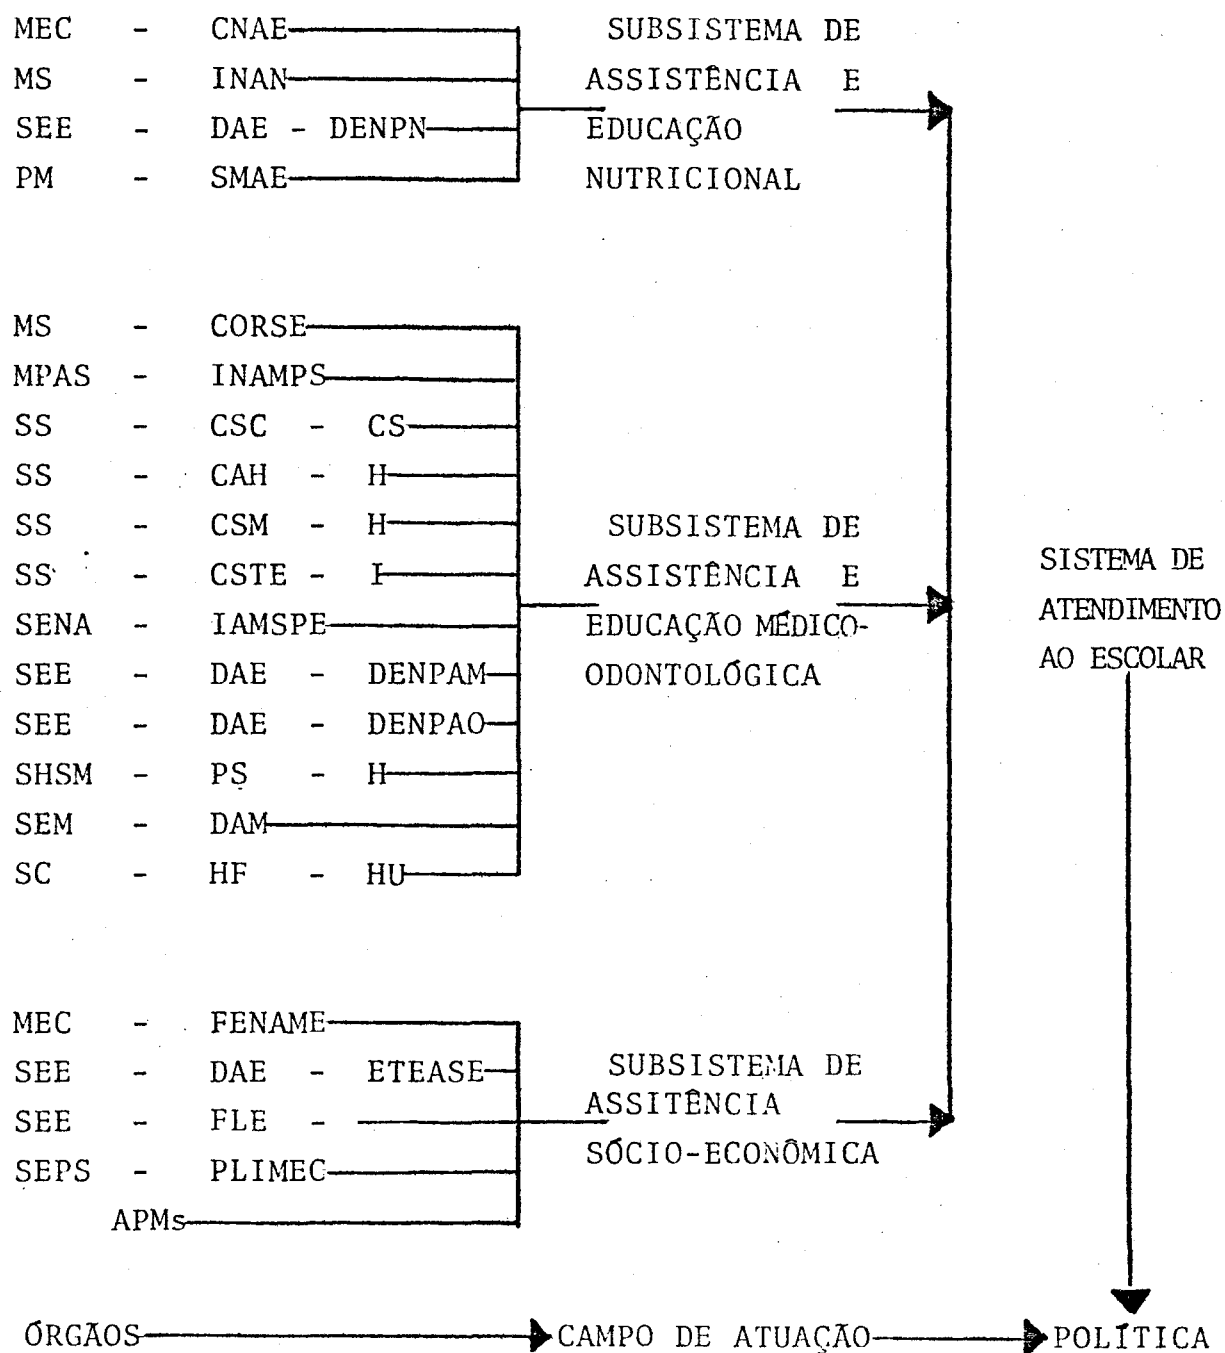 MEC - CNAE
MS - INAN
SEE - DAE - DENPN
PM - SMAE
SUBSISTEMA DE
ASSISTÊNCIA E
EDUCAÇÃO
NUTRICIONAL
MS - CORSE
MPAS - INAMPS
SS - CSC - CS
SS - CAH - H
SS - CSM - H
SS - CSTE - I
SENA - IAMSPE
SEE - DAE - DENPAM
SEE - DAE - DENPAO
SHSM - PS - H
SEM - DAM
SC - HF - HU
SUBSISTEMA DE
ASSISTÊNCIA E
EDUCAÇÃO MÉDICO-
ODONTOLÓGICA
MEC - FENAME
SEE - DAE - ETEASE
SEE - FLE -
SEPS - PLIMEC
APMs
SUBSISTEMA DE
ASSITÊNCIA
SÓCIO-ECONÔMICA
SISTEMA DE
ATENDIMENTO
AO ESCOLAR
ÓRGÃOS CAMPO DE ATUAÇÃO POLÍTICA